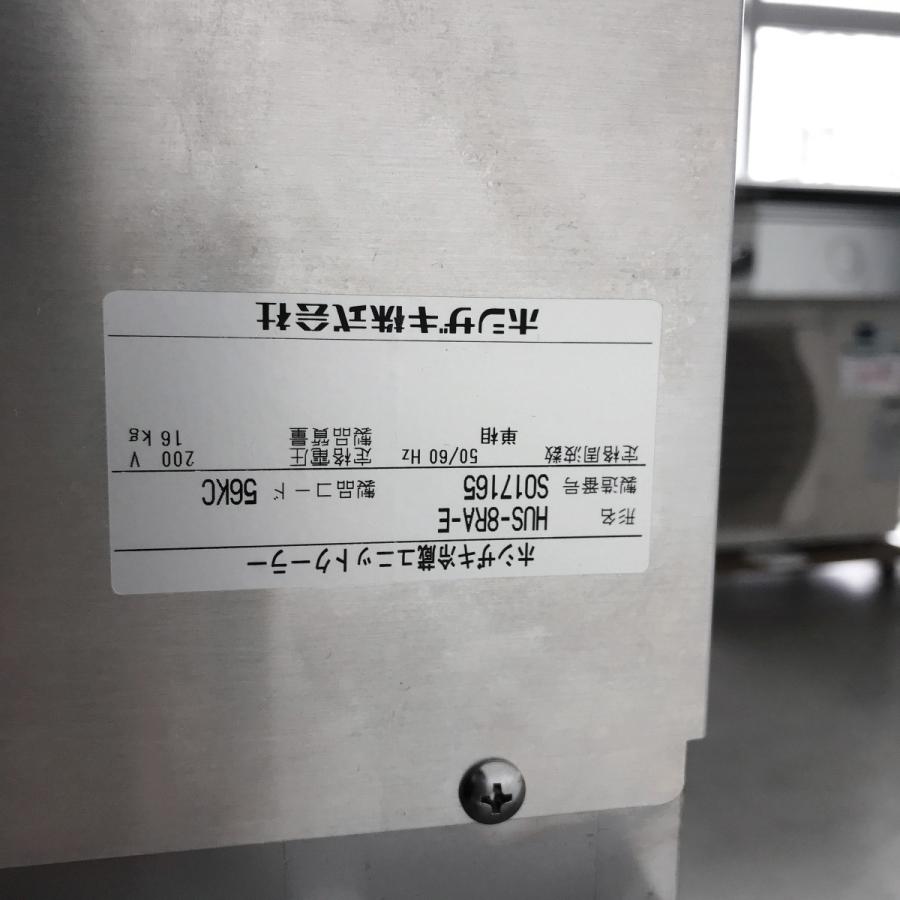 ホシザキ冷蔵ユニットクーラー
形名 HUS-8RA-E
製造番号 S017165 製品コード 56KC
定格周波数 50/60 Hz 定格電圧 200 V
単相 製品質量 16 kg
ホシザキ株式会社